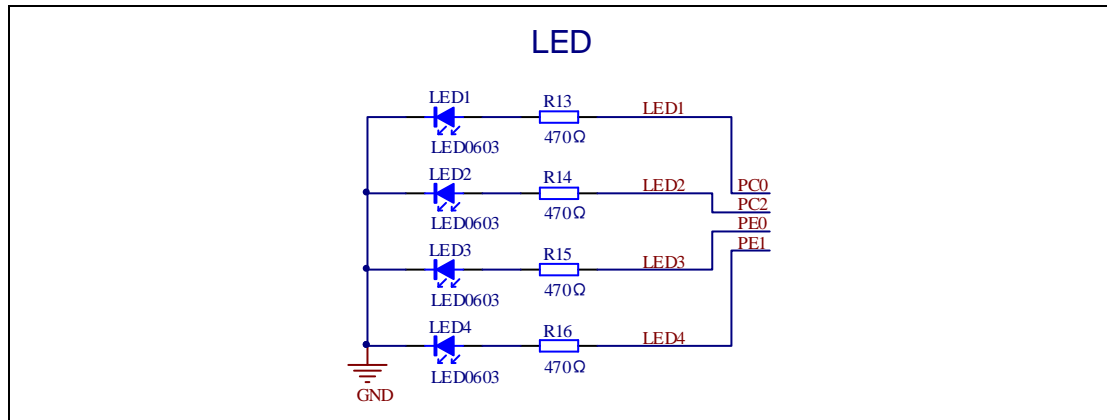 LED
LED1 R13 LED1
LED0603 470Ω
LED2 R14 LED2 PC0
LED0603 470Ω PC2
PE0
LED3 R15 LED3 PE1
LED0603 470Ω
LED4 R16 LED4
LED0603 470Ω
GND